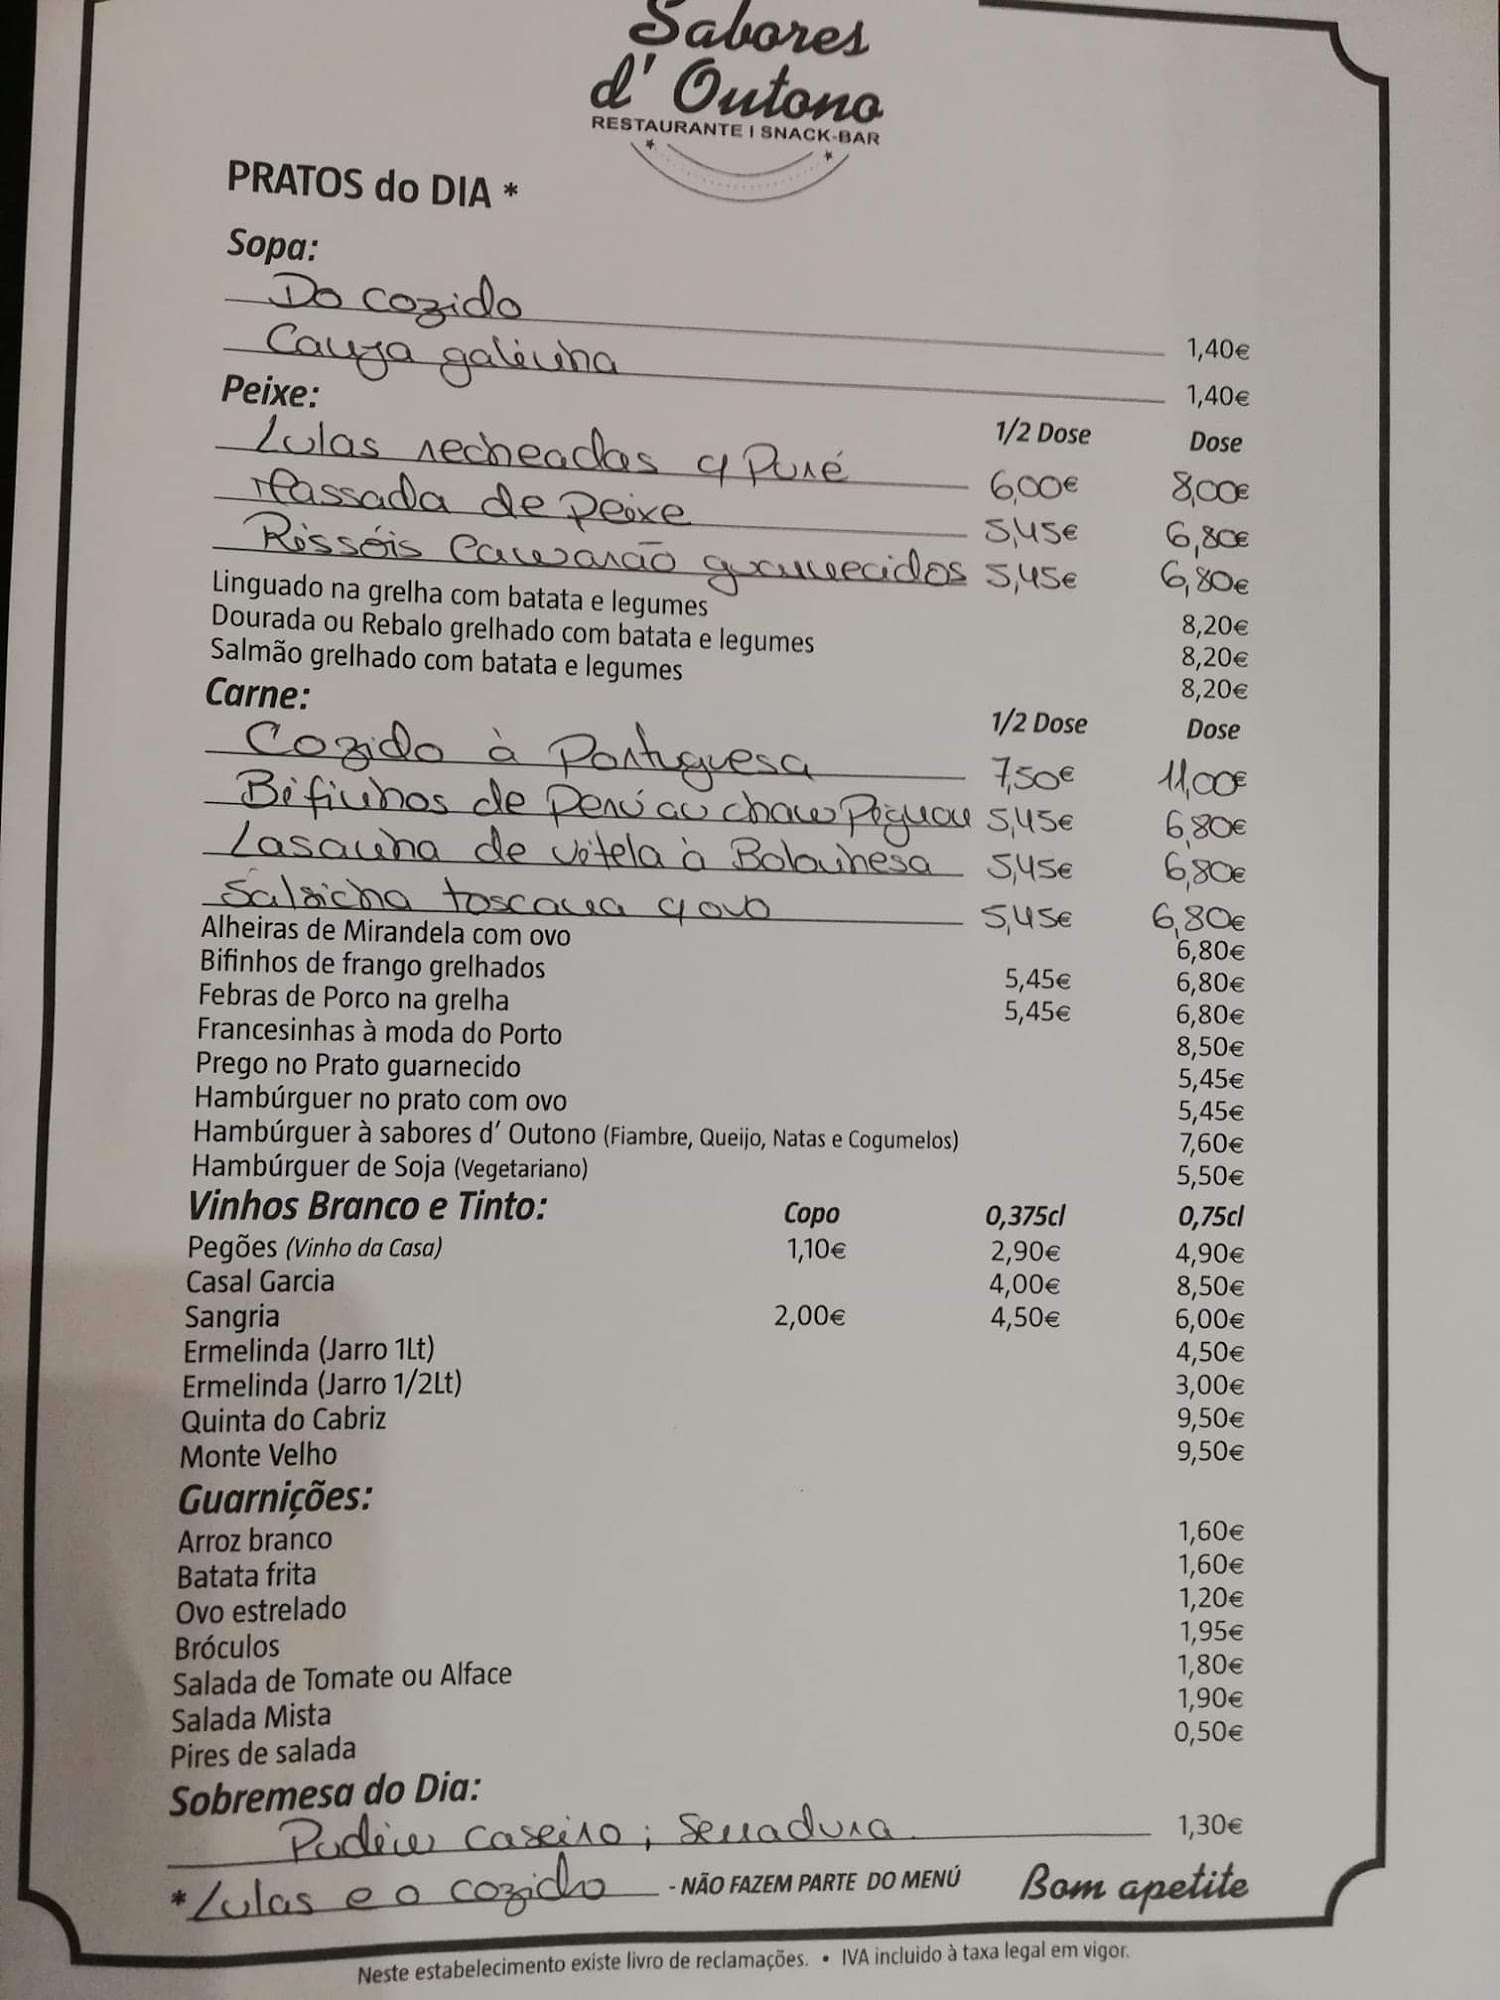 Sabores
d' Outono
RESTAURANTE | SNACK-BAR
PRATOS do DIA *
Sopa:
Do cozido 1,40€
Canja galinha 1,40€
Peixe: 1/2 Dose Dose
Lulas recheadas c/ Puré 6,00€ 8,00€
Massada de peixe 5,45€ 6,80€
Rissóis Camarão guarnecidos 5,45€ 6,80€
Linguado na grelha com batata e legumes 8,20€
Dourada ou Rebalo grelhado com batata e legumes 8,20€
Salmão grelhado com batata e legumes 8,20€
Carne: 1/2 Dose Dose
Cozido à Portuguesa 7,50€ 11,00€
Bifinhos de Perú au champignon 5,45€ 6,80€
Lasanha de vitela à Bolonhesa 5,45€ 6,80€
Salsicha toscana c/ ovo 5,45€ 6,80€
Alheiras de Mirandela com ovo 6,80€
Bifinhos de frango grelhados 5,45€ 6,80€
Febras de Porco na grelha 5,45€ 6,80€
Francesinhas à moda do Porto 8,50€
Prego no Prato guarnecido 5,45€
Hambúrguer no prato com ovo 5,45€
Hambúrguer à sabores d' Outono (Fiambre, Queijo, Natas e Cogumelos) 7,60€
Hambúrguer de Soja (Vegetariano) 5,50€
Vinhos Branco e Tinto: Copo 0,375cl 0,75cl
Pegões (Vinho da Casa) 1,10€ 2,90€ 4,90€
Casal Garcia 4,00€ 8,50€
Sangria 2,00€ 4,50€ 6,00€
Ermelinda (Jarro 1Lt) 4,50€
Ermelinda (Jarro 1/2Lt) 3,00€
Quinta do Cabriz 9,50€
Monte Velho 9,50€
Guarnições:
Arroz branco 1,60€
Batata frita 1,60€
Ovo estrelado 1,20€
Bróculos 1,95€
Salada de Tomate ou Alface 1,80€
Salada Mista 1,90€
Pires de salada 0,50€
Sobremesa do Dia:
Pudim caseiro ; Serradura 1,30€
*Lulas e o cozido - NÃO FAZEM PARTE DO MENÚ Bom apetite
Neste estabelecimento existe livro de reclamações. • IVA incluido à taxa legal em vigor.